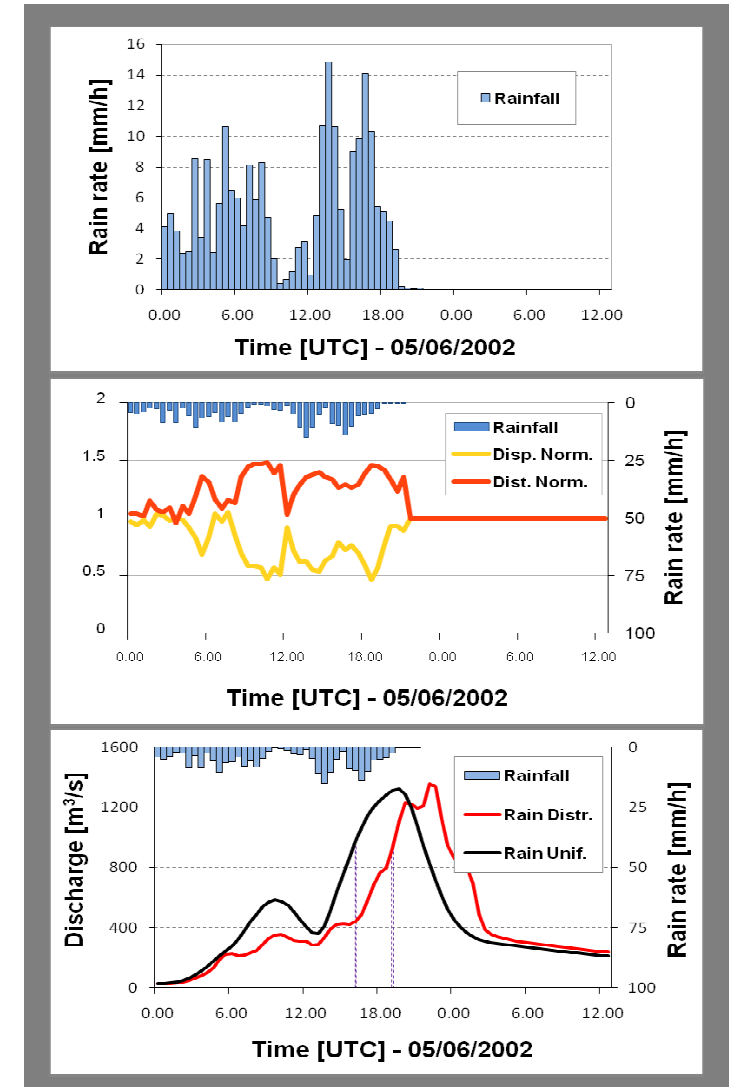 16
14
12
10
8
6
4
2
0
Rain rate [mm/h]
Rainfall
0.00 6.00 12.00 18.00 0.00 6.00 12.00
Time [UTC] - 05/06/2002
2
1.5
1
0.5
0
Rainfall
Disp. Norm.
Dist. Norm.
0
25
50
75
100
Rain rate [mm/h]
0.00 6.00 12.00 18.00 0.00 6.00 12.00
Time [UTC] - 05/06/2002
1600
1200
800
400
0
Discharge [m³/s]
Rainfall
Rain Distr.
Rain Unif.
0
25
50
75
100
Rain rate [mm/h]
0.00 6.00 12.00 18.00 0.00 6.00 12.00
Time [UTC] - 05/06/2002